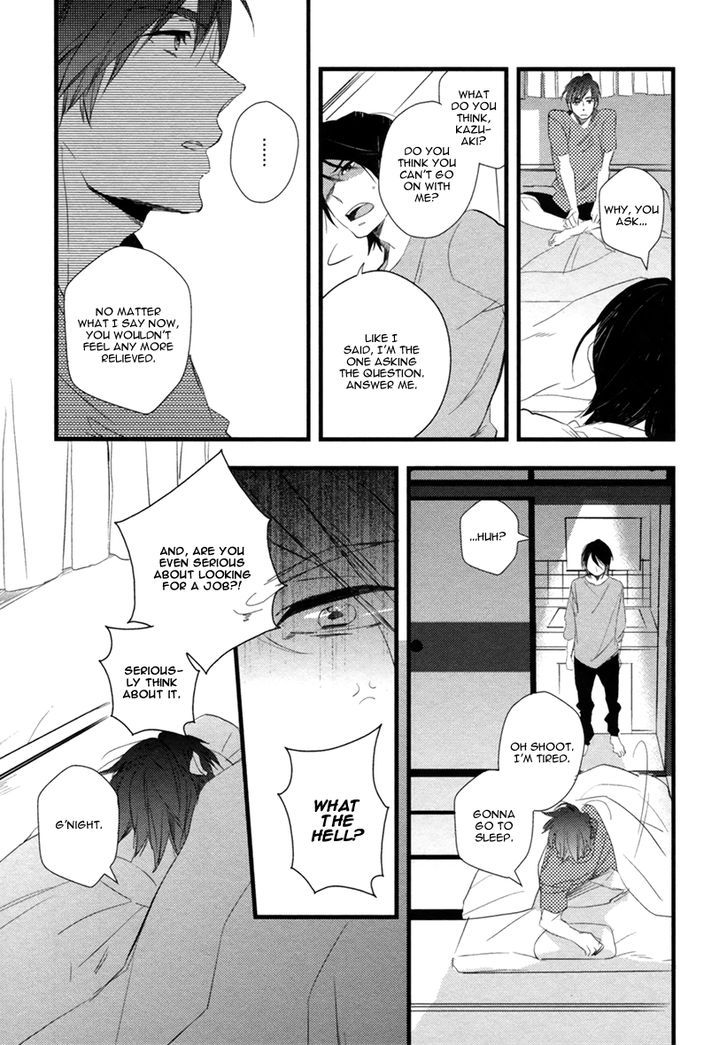 WHY, YOU
ASK...
WHAT
DO YOU
THINK,
KAZU-
AKI?
DO YOU
THINK
YOU
CAN'T GO
ON WITH
ME?
LIKE I
SAID, I'M THE
ONE ASKING
THE QUESTION.
ANSWER ME.
......
NO MATTER
WHAT I SAY NOW,
YOU WOULDN'T
FEEL ANY MORE
RELIEVED.
...HUH?
OH SHOOT.
I'M TIRED.
GONNA
GO TO
SLEEP.
AND, ARE YOU
EVEN SERIOUS
ABOUT LOOKING
FOR A JOB?!
WHAT
THE
HELL?
SERIOUS-
LY THINK
ABOUT IT.
G'NIGHT.